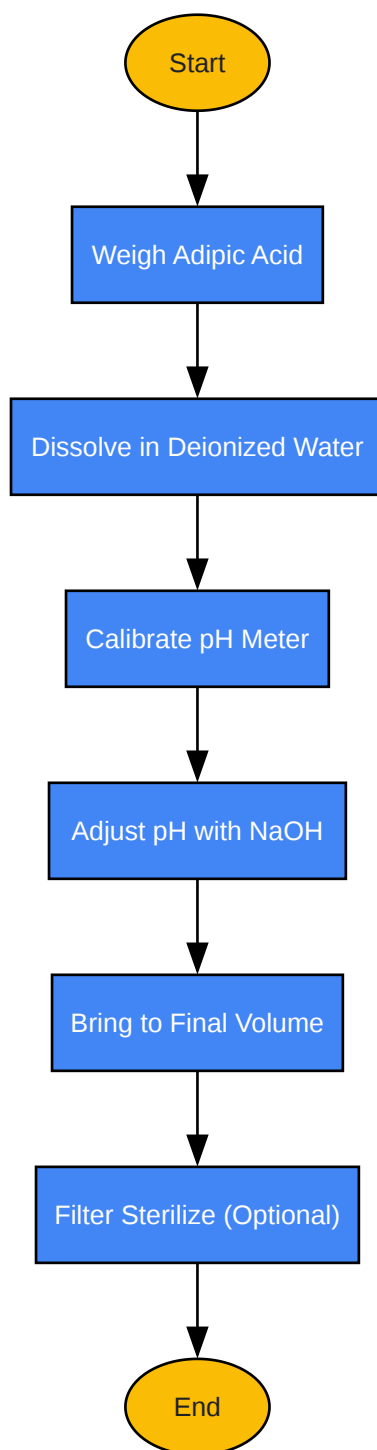 Start
Weigh Adipic Acid
Dissolve in Deionized Water
Calibrate pH Meter
Adjust pH with NaOH
Bring to Final Volume
Filter Sterilize (Optional)
End